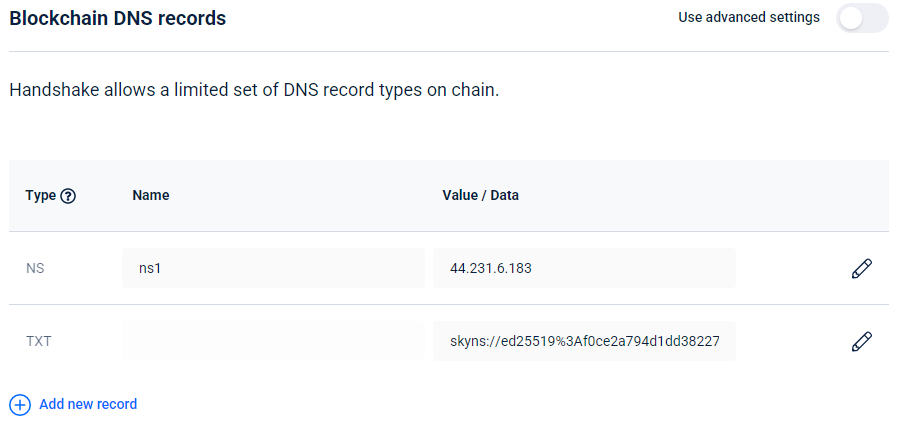 Blockchain DNS records
Use advanced settings
Handshake allows a limited set of DNS record types on chain.
Type ? Name Value / Data
NS ns1 44.231.6.183
TXT skyns://ed25519%3Af0ce2a794d1dd38227
Add new record